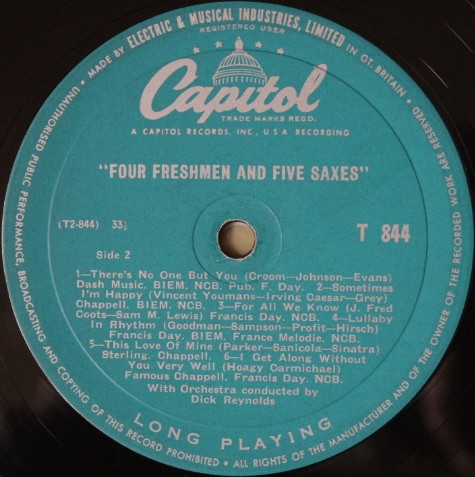 MADE BY ELECTRIC & MUSICAL INDUSTRIES, LIMITED IN GT. BRITAIN • ALL RIGHTS OF THE MANUFACTURER AND OF THE OWNER OF THE RECORDED WORK ARE RESERVED • UNAUTHORISED PUBLIC PERFORMANCE, BROADCASTING AND COPYING OF THIS RECORD PROHIBITED •
REGISTERED USER
Capitol
TRADE MARKS REGD.
A CAPITOL RECORDS, INC., U S A RECORDING
"FOUR FRESHMEN AND FIVE SAXES"
(T2-844) 33⅓
T 844
Side 2
1—There's No One But You (Croom—Johnson—Evans)
Dash Music. BIEM. NCB. Pub. F. Day. 2—Sometimes
I'm Happy (Vincent Youmans—Irving Caesar—Grey)
Chappell. BIEM. NCB. 3—For All We Know (J. Fred
Coots—Sam M. Lewis) Francis Day. NCB. 4—Lullaby
In Rhythm (Goodman—Sampson—Profit—Hirsch)
Francis Day. BIEM. France Melodie. NCB.
5—This Love Of Mine (Parker—Sanicola—Sinatra)
Sterling. Chappell. 6—I Get Along Without
You Very Well (Hoagy Carmichael)
Famous Chappell. Francis Day. NCB.
With Orchestra conducted by
Dick Reynolds
LONG PLAYING